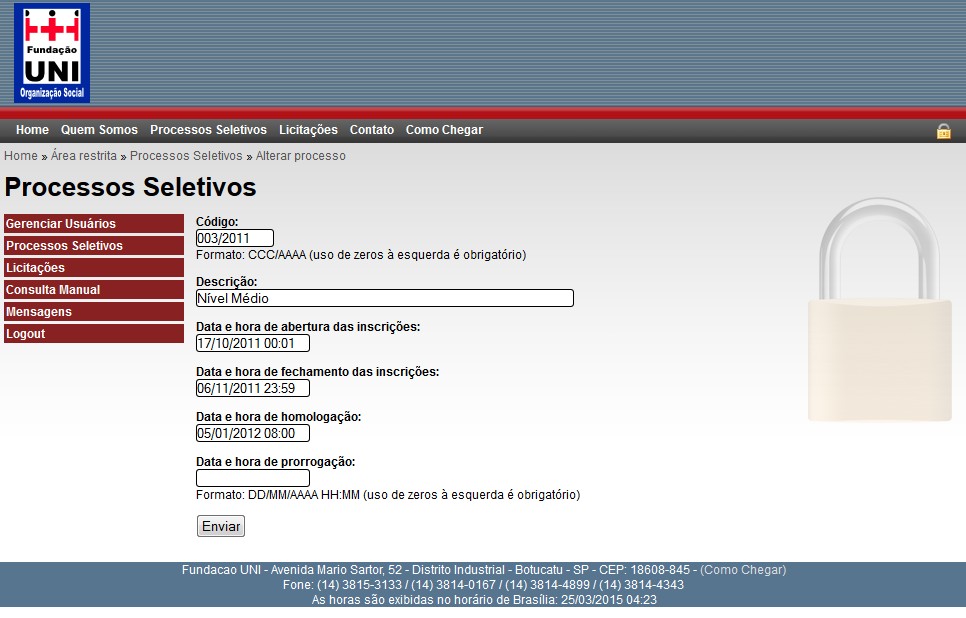 Fundação
UNI
Organização Social
Home Quem Somos Processos Seletivos Licitações Contato Como Chegar
Home » Área restrita » Processos Seletivos » Alterar processo
Processos Seletivos
Gerenciar Usuários
Processos Seletivos
Licitações
Consulta Manual
Mensagens
Logout
Código:
003/2011
Formato: CCC/AAAA (uso de zeros à esquerda é obrigatório)
Descrição:
Nível Médio
Data e hora de abertura das inscrições:
17/10/2011 00:01
Data e hora de fechamento das inscrições:
06/11/2011 23:59
Data e hora de homologação:
05/01/2012 08:00
Data e hora de prorrogação:
Formato: DD/MM/AAAA HH:MM (uso de zeros à esquerda é obrigatório)
Enviar
Fundacao UNI - Avenida Mario Sartor, 52 - Distrito Industrial - Botucatu - SP - CEP: 18608-845 - (Como Chegar)
Fone: (14) 3815-3133 / (14) 3814-0167 / (14) 3814-4899 / (14) 3814-4343
As horas são exibidas no horário de Brasília: 25/03/2015 04:23